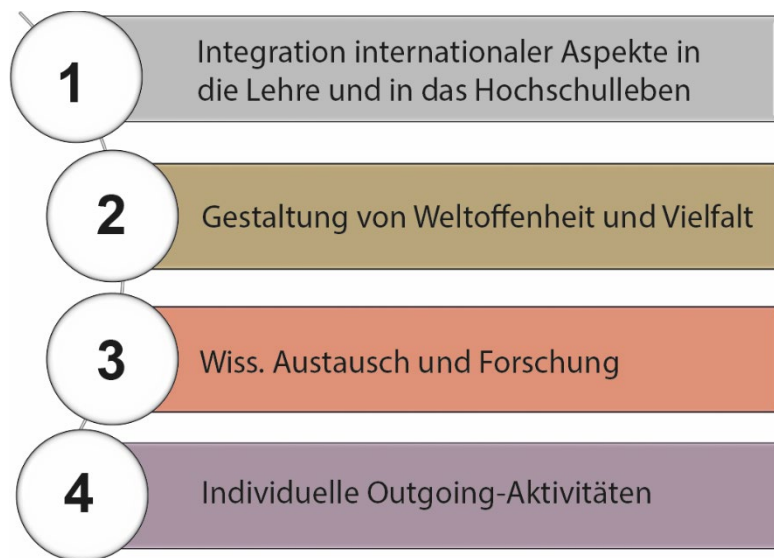 1
Integration internationaler Aspekte in
die Lehre und in das Hochschulleben
2
Gestaltung von Weltoffenheit und Vielfalt
3
Wiss. Austausch und Forschung
4
Individuelle Outgoing-Aktivitäten